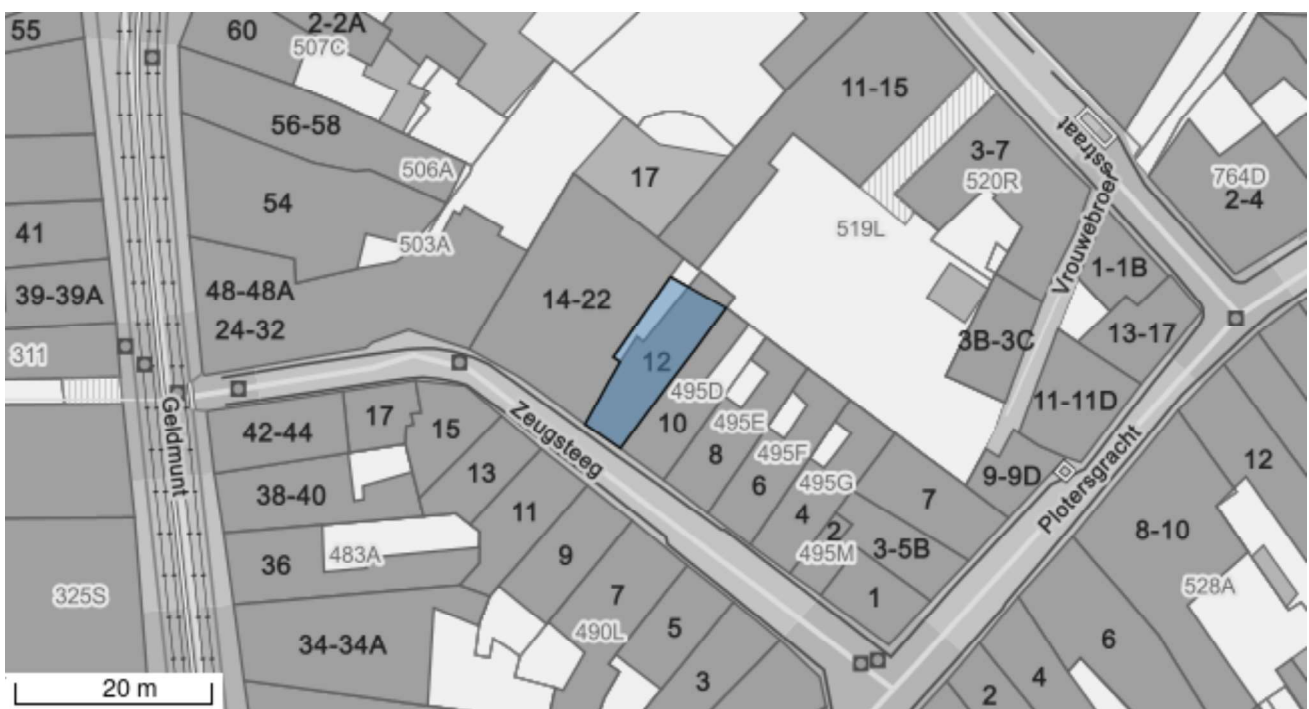 55
60
2-2A
507C
11-15
56-58
3-7
520R
Vrouwebroersstraat
764D
2-4
506A
17
54
41
503A
519L
39-39A
48-48A
24-32
14-22
1-1B
13-17
311
12
3B-3C
Geldmunt
Zeugsteeg
495D
10
495E
8
495F
6
495G
4
2
495M
3-5B
7
1
11-11D
9-9D
Plotersgracht
12
8-10
528A
42-44
17
15
38-40
13
11
483A
36
9
325S
7
490L
34-34A
5
3
6
4
2
20 m